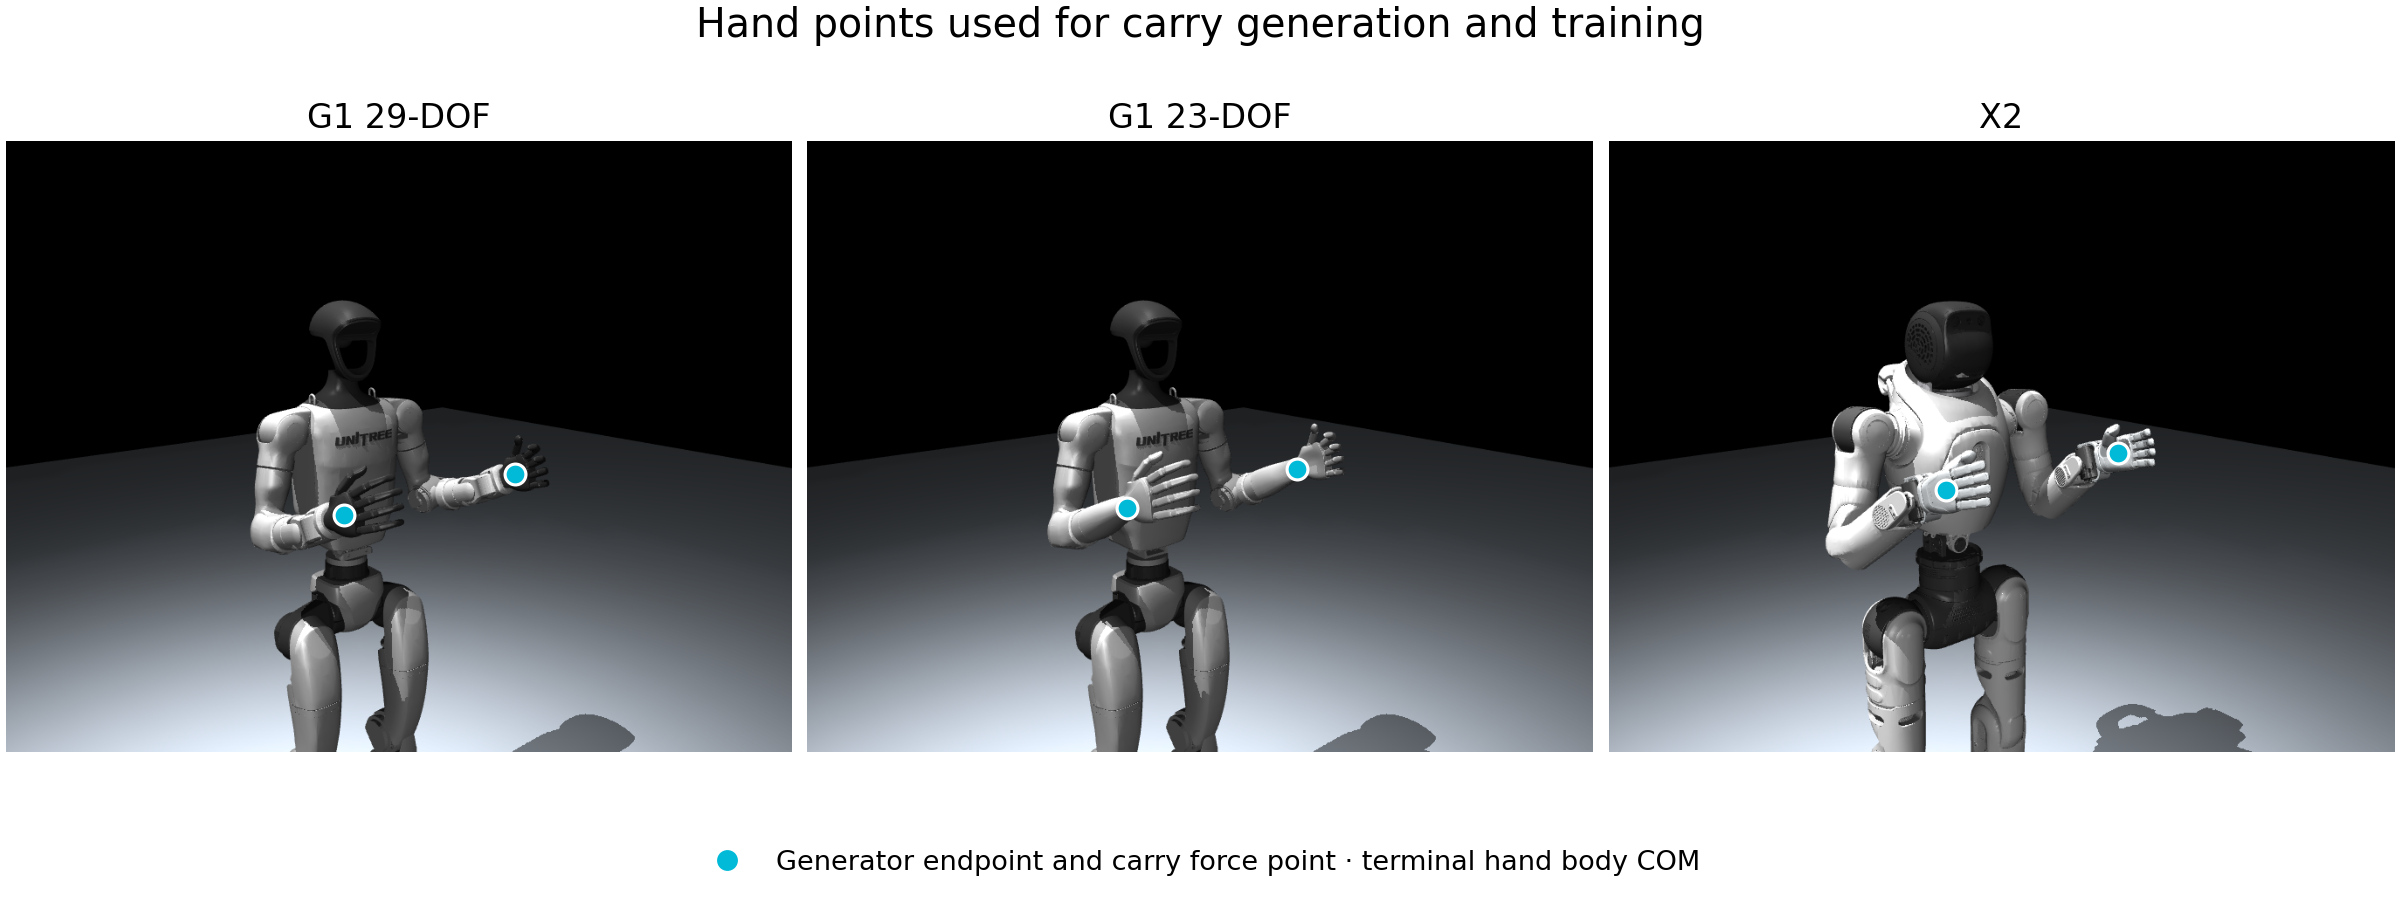 Hand points used for carry generation and training
G1 29-DOF
G1 23-DOF
X2
UNITREE
UNITREE
Generator endpoint and carry force point · terminal hand body COM